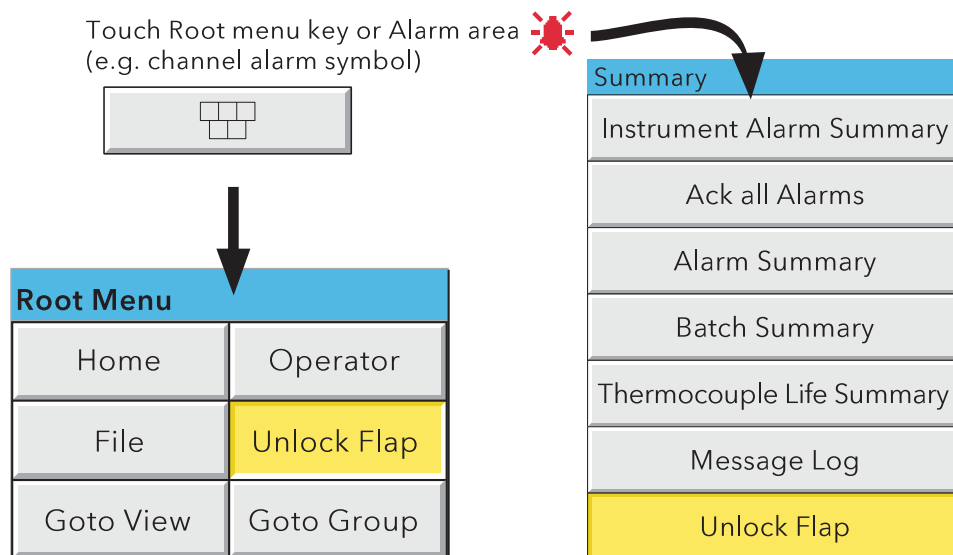 Touch Root menu key or Alarm area
(e.g. channel alarm symbol)
Root Menu
Home
Operator
File
Unlock Flap
Goto View
Goto Group
Summary
Instrument Alarm Summary
Ack all Alarms
Alarm Summary
Batch Summary
Thermocouple Life Summary
Message Log
Unlock Flap